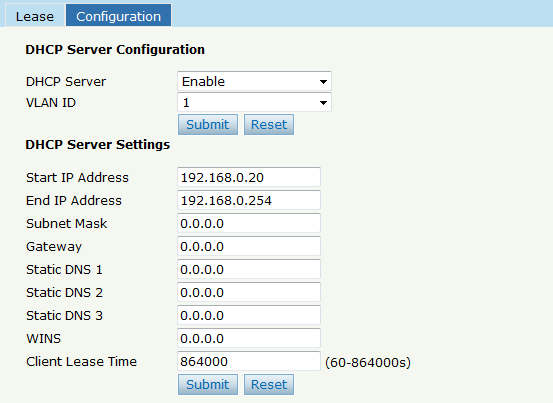 Lease Configuration
DHCP Server Configuration
DHCP Server Enable
VLAN ID 1
Submit Reset
DHCP Server Settings
Start IP Address 192.168.0.20
End IP Address 192.168.0.254
Subnet Mask 0.0.0.0
Gateway 0.0.0.0
Static DNS 1 0.0.0.0
Static DNS 2 0.0.0.0
Static DNS 3 0.0.0.0
WINS 0.0.0.0
Client Lease Time 864000 (60-864000s)
Submit Reset